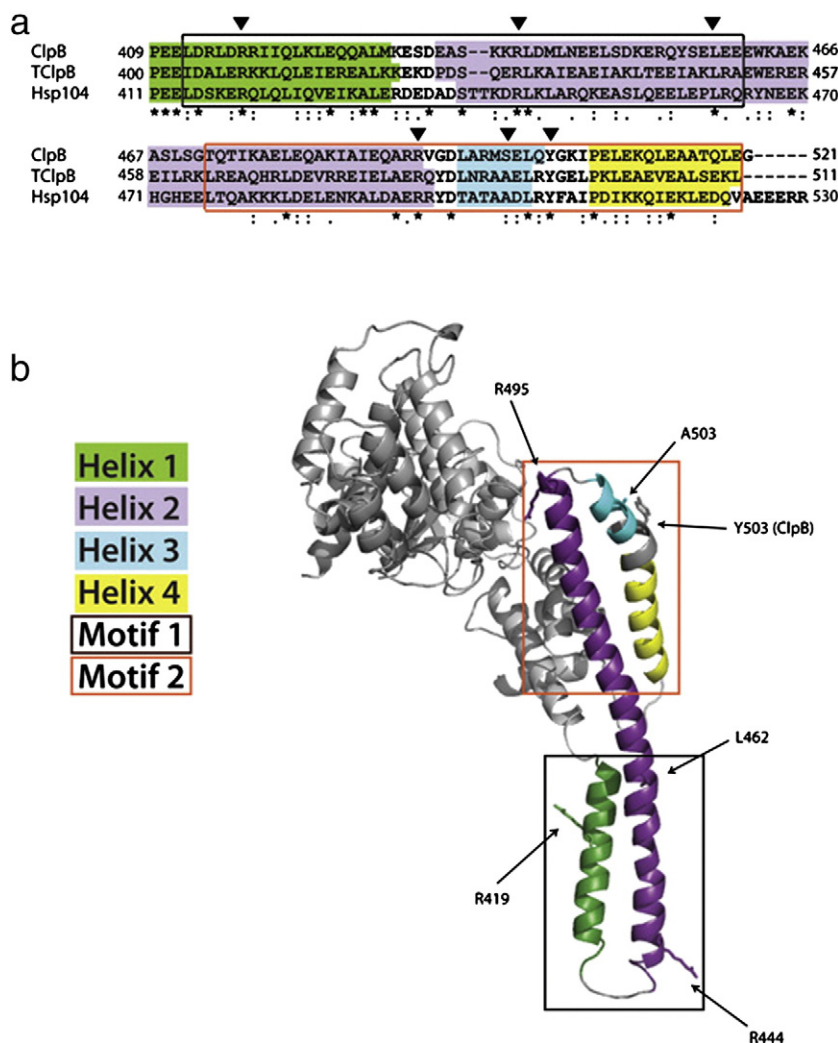 a
ClpB 409 PEELDRLDRRIIQLKLEQQALMKESDEAS--KKRLDMLNEELSDKERQYSELEEEWKAEK 466
TClpB 400 PEEIDALERKKLQLEIEREALKKEKDPDS--QERLKAIEAEIAKLTEEIAKLRAEWERER 457
Hsp104 411 PEELDSKERQLQLIQVEIKALERDEDADSTTKDRLKLARQKEASLQEELEPLRQRYNEEK 470
ClpB 467 ASLSGTQTIKAELEQAKIAIEQARRVGDLARMSELQYGKIPELEKQLEAATQLEG------ 521
TClpB 458 EILRKLREAQHRLDEVRREIELAERQYDLNRAAELRYGELPKLEAEVEALSEKL------ 511
Hsp104 471 HGHEELTQAKKKLDELENKALDAERRYDTATAADLRYFAIPDIKKQIEKLEDQVAEEERR 530
b
Helix 1
Helix 2
Helix 3
Helix 4
Motif 1
Motif 2
R495
A503
Y503 (ClpB)
L462
R419
R444